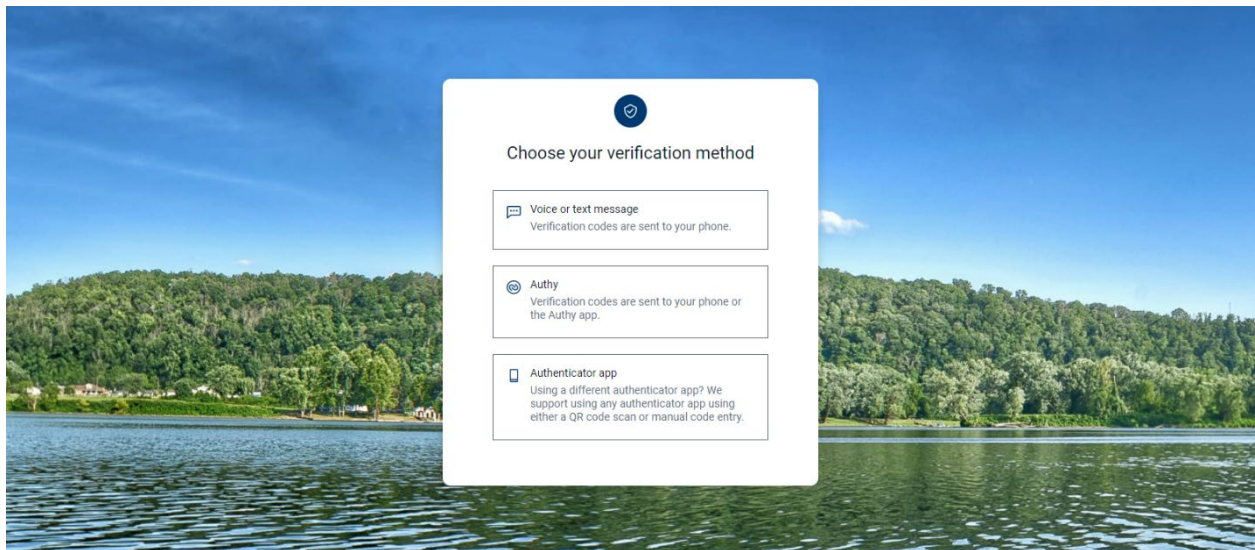 Choose your verification method
Voice or text message
Verification codes are sent to your phone.
Authy
Verification codes are sent to your phone or
the Authy app.
Authenticator app
Using a different authenticator app? We
support using any authenticator app using
either a QR code scan or manual code entry.